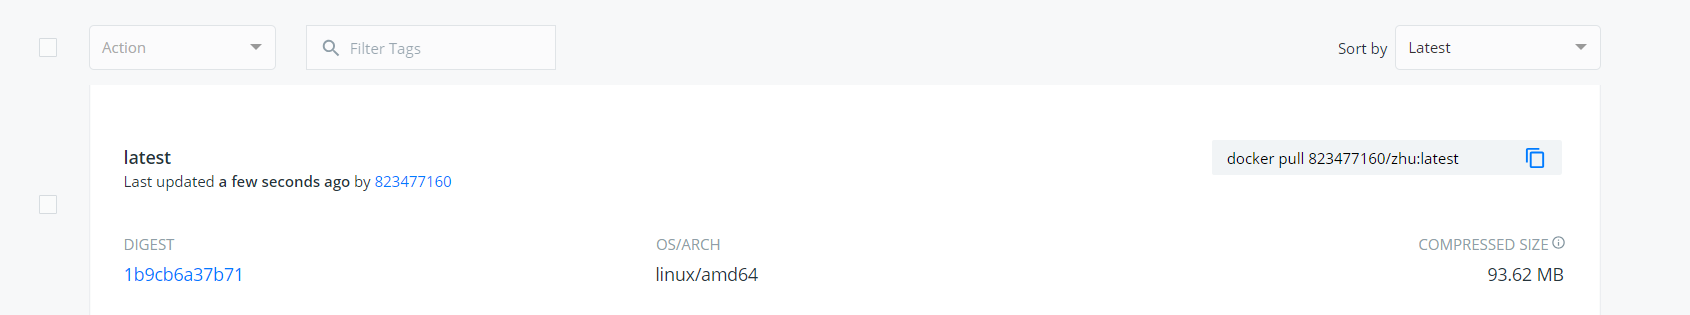 Action
Filter Tags
Sort by
Latest
latest
docker pull 823477160/zhu:latest
Last updated a few seconds ago by 823477160
DIGEST
OS/ARCH
COMPRESSED SIZE
1b9cb6a37b71
linux/amd64
93.62 MB